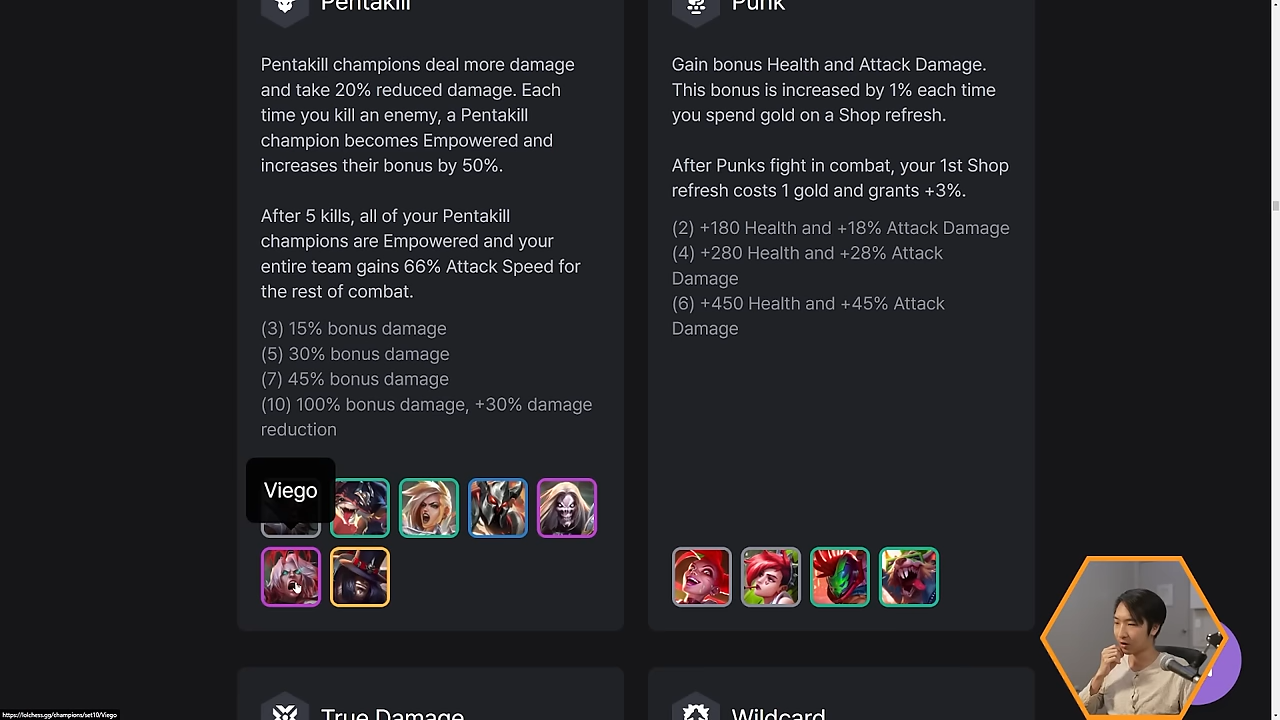 Pentakill
Pentakill champions deal more damage
and take 20% reduced damage. Each
time you kill an enemy, a Pentakill
champion becomes Empowered and
increases their bonus by 50%.
After 5 kills, all of your Pentakill
champions are Empowered and your
entire team gains 66% Attack Speed for
the rest of combat.
(3) 15% bonus damage
(5) 30% bonus damage
(7) 45% bonus damage
(10) 100% bonus damage, +30% damage
reduction
Viego
Punk
Gain bonus Health and Attack Damage.
This bonus is increased by 1% each time
you spend gold on a Shop refresh.
After Punks fight in combat, your 1st Shop
refresh costs 1 gold and grants +3%.
(2) +180 Health and +18% Attack Damage
(4) +280 Health and +28% Attack
Damage
(6) +450 Health and +45% Attack
Damage
True Damage
Wildcard
https://lolchess.gg/champions/set10/Viego